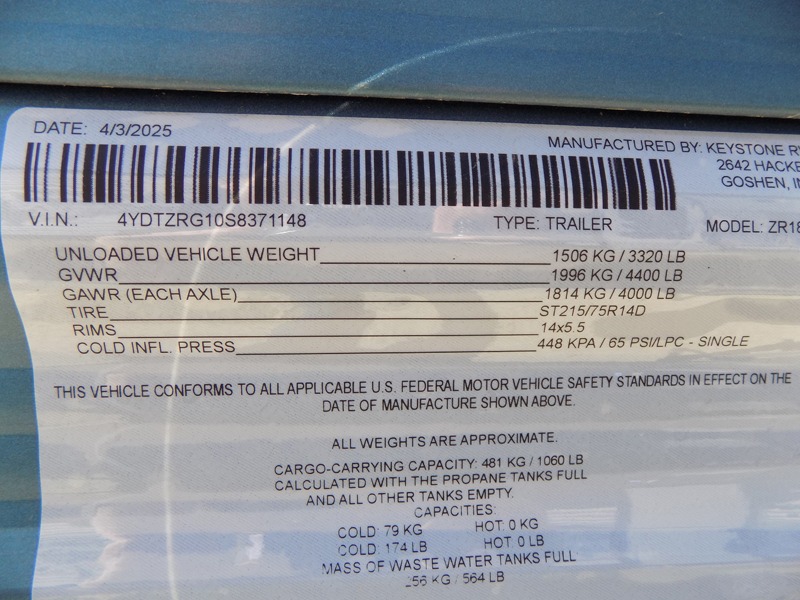 DATE: 4/3/2025
MANUFACTURED BY: KEYSTONE
2642
GOSHEN,
V.I.N.: 4YDTZRG10S8371148 TYPE: TRAILER MODEL:
UNLOADED VEHICLE WEIGHT 1506 KG / 3320 LB
GVWR 1996 KG / 4400 LB
GAWR (EACH AXLE) 1814 KG / 4000 LB
TIRE ST215/75R14D
RIMS 14x5.5
COLD INFL. PRESS 448 KPA / 65 PSI/LPC - SINGLE
THIS VEHICLE CONFORMS TO ALL APPLICABLE U.S. FEDERAL MOTOR VEHICLE SAFETY STANDARDS IN EFFECT ON THE
DATE OF MANUFACTURE SHOWN ABOVE.
ALL WEIGHTS ARE APPROXIMATE.
CARGO-CARRYING CAPACITY: 481 KG / 1060 LB
CALCULATED WITH THE PROPANE TANKS FULL
AND ALL OTHER TANKS EMPTY.
CAPACITIES:
COLD: 79 KG HOT: 0 KG
COLD: 174 LB HOT: 0 LB
MASS OF WASTE WATER TANKS FULL
256 KG / 564 LB